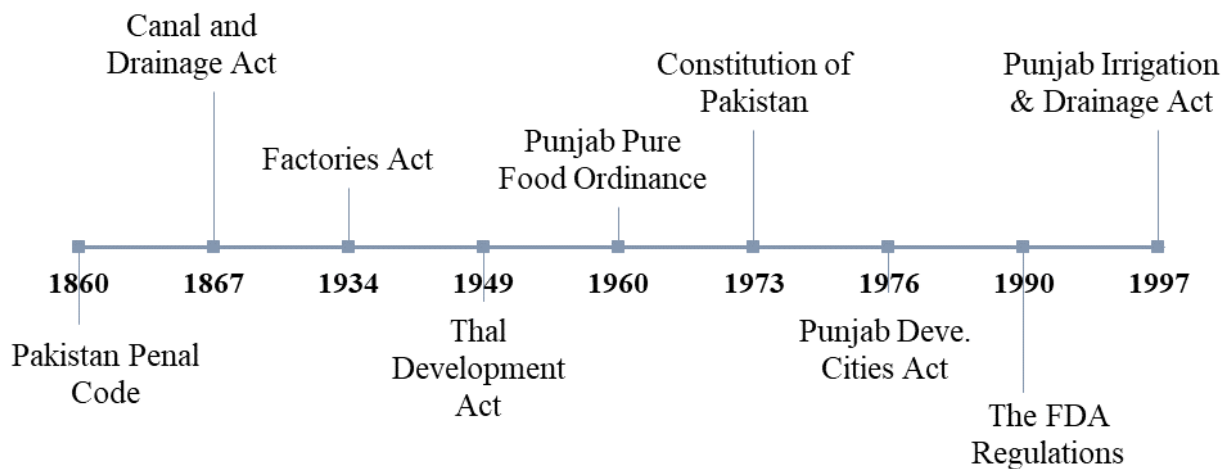 Canal and
Drainage Act
Constitution of
Pakistan
Punjab Irrigation
& Drainage Act
Factories Act
Punjab Pure
Food Ordinance
1860 1867 1934 1949 1960 1973 1976 1990 1997
Pakistan Penal
Code
Thal
Development
Act
Punjab Deve.
Cities Act
The FDA
Regulations